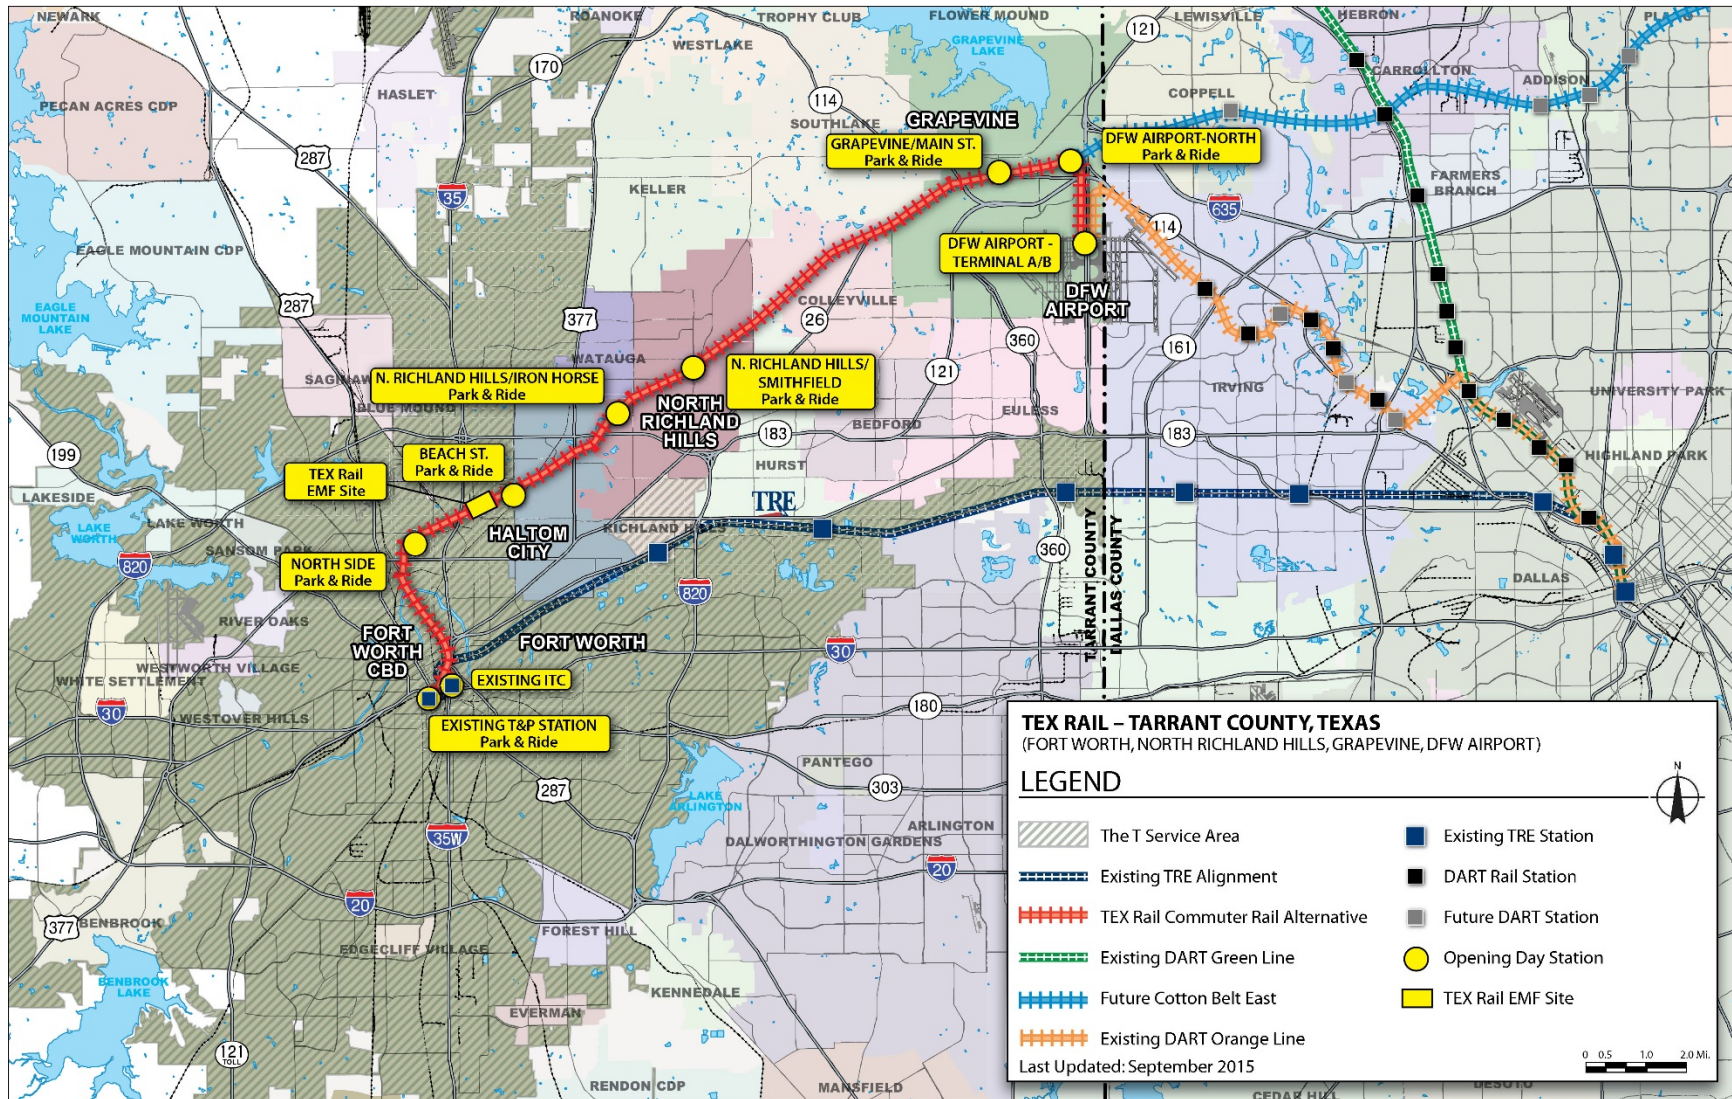 NEWARK
ROANOKE
TROPHY CLUB
FLOWER MOUND
LEWISVILLE
HEBRON
PLANO
121
WESTLAKE
GRAPEVINE
LAKE
170
CARROLLTON
ADDISON
HASLET
PECAN ACRES CDP
114
COPPELL
SOUTHLAKE
GRAPEVINE
GRAPEVINE/MAIN ST.
Park & Ride
DFW AIRPORT-NORTH
Park & Ride
287
KELLER
35
FARMERS
BRANCH
635
114
EAGLE MOUNTAIN CDP
DFW AIRPORT -
TERMINAL A/B
287
EAGLE
MOUNTAIN
LAKE
COLLEYVILLE
DFW
AIRPORT
377
26
360
161
WATAUGA
SAGINAW
N. RICHLAND HILLS/IRON HORSE
Park & Ride
N. RICHLAND HILLS/
SMITHFIELD
Park & Ride
121
IRVING
UNIVERSITY PARK
BLUE MOUND
NORTH
RICHLAND
HILLS
EULESS
BEDFORD
183
183
199
BEACH ST.
Park & Ride
HIGHLAND PARK
TEX Rail
EMF Site
HURST
LAKESIDE
TRE
LAKE WORTH
LAKE
WORTH
RICHLAND HILLS
HALTOM
CITY
SANSOM PARK
820
NORTH SIDE
Park & Ride
360
TARRANT COUNTY
DALLAS COUNTY
DALLAS
820
RIVER OAKS
FORT
WORTH
CBD
FORT WORTH
30
WESTWORTH VILLAGE
WHITE SETTLEMENT
EXISTING ITC
30
WESTOVER HILLS
180
EXISTING T&P STATION
Park & Ride
PANTEGO
287
303
LAKE
ARLINGTON
35W
ARLINGTON
DALWORTHINGTON GARDENS
20
20
BENBROOK
377
FOREST HILL
EDGECLIFF VILLAGE
BENBROOK
LAKE
KENNEDALE
EVERMAN
121
TOLL
RENDON CDP
MANSFIELD
CEDAR HILL
DESOTO
TEX RAIL – TARRANT COUNTY, TEXAS
(FORT WORTH, NORTH RICHLAND HILLS, GRAPEVINE, DFW AIRPORT)
LEGEND
N
The T Service Area
Existing TRE Station
Existing TRE Alignment
DART Rail Station
TEX Rail Commuter Rail Alternative
Future DART Station
Existing DART Green Line
Opening Day Station
Future Cotton Belt East
TEX Rail EMF Site
Existing DART Orange Line
Last Updated: September 2015
0 0.5 1.0 2.0 Mi.